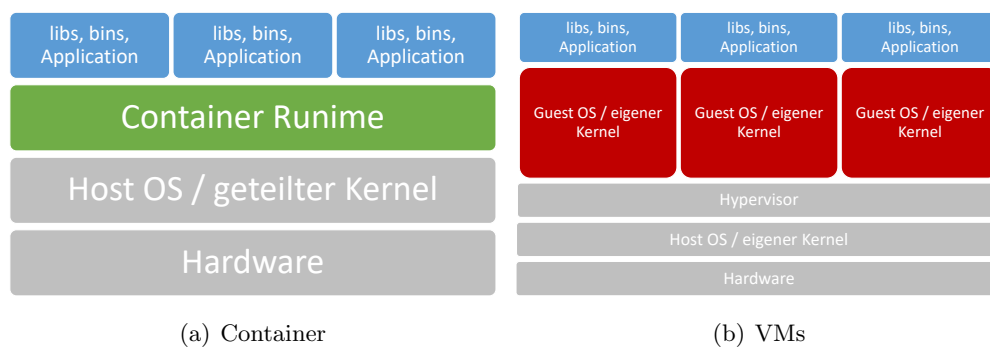 libs, bins,
Application
libs, bins,
Application
libs, bins,
Application
Container Runime
Host OS / geteilter Kernel
Hardware
(a) Container
libs, bins,
Application
libs, bins,
Application
libs, bins,
Application
Guest OS / eigener
Kernel
Guest OS / eigener
Kernel
Guest OS / eigener
Kernel
Hypervisor
Host OS / eigener Kernel
Hardware
(b) VMs